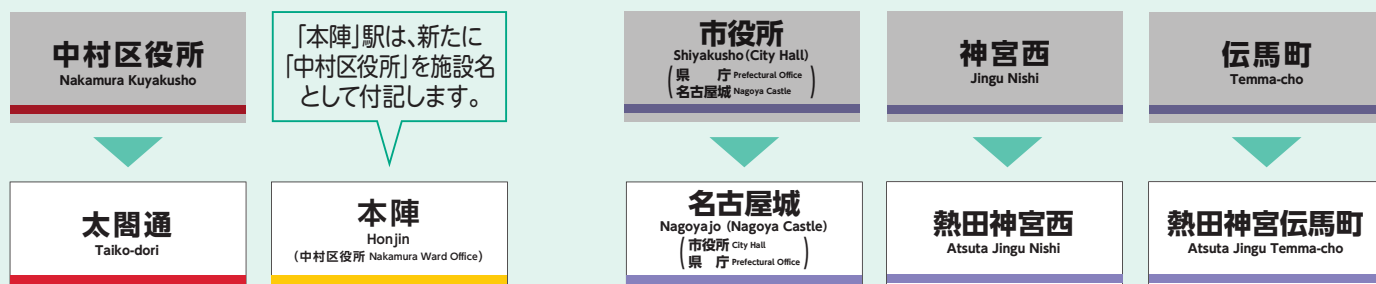 中村区役所
Nakamura Kuyakusho
「本陣」駅は、新たに
「中村区役所」を施設名
として付記します。
市役所
Shiyakusho(City Hall)
(県 庁 Prefectural Office
名古屋城 Nagoya Castle)
神宮西
Jingu Nishi
伝馬町
Temma-cho
太閤通
Taiko-dori
本陣
Honjin
(中村区役所 Nakamura Ward Office)
名古屋城
Nagoyajo (Nagoya Castle)
(市役所 City Hall
県 庁 Prefectural Office)
熱田神宮西
Atsuta Jingu Nishi
熱田神宮伝馬町
Atsuta Jingu Temma-cho